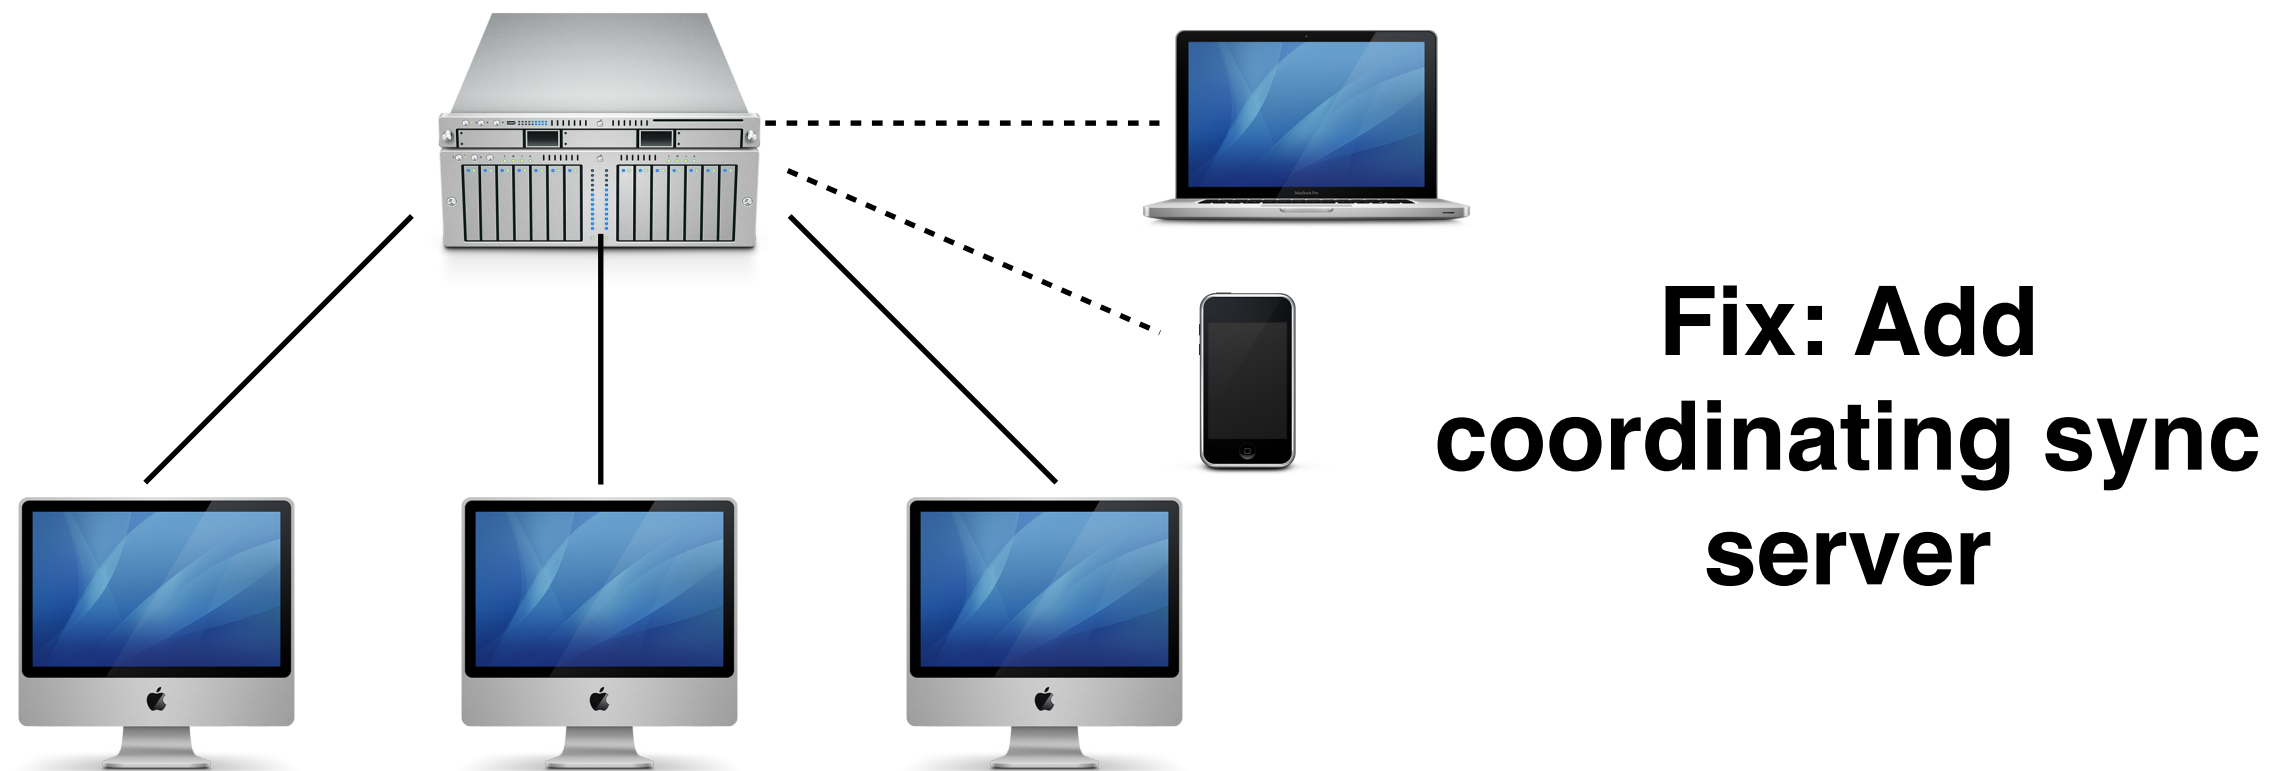 Fix: Add
coordinating sync
server